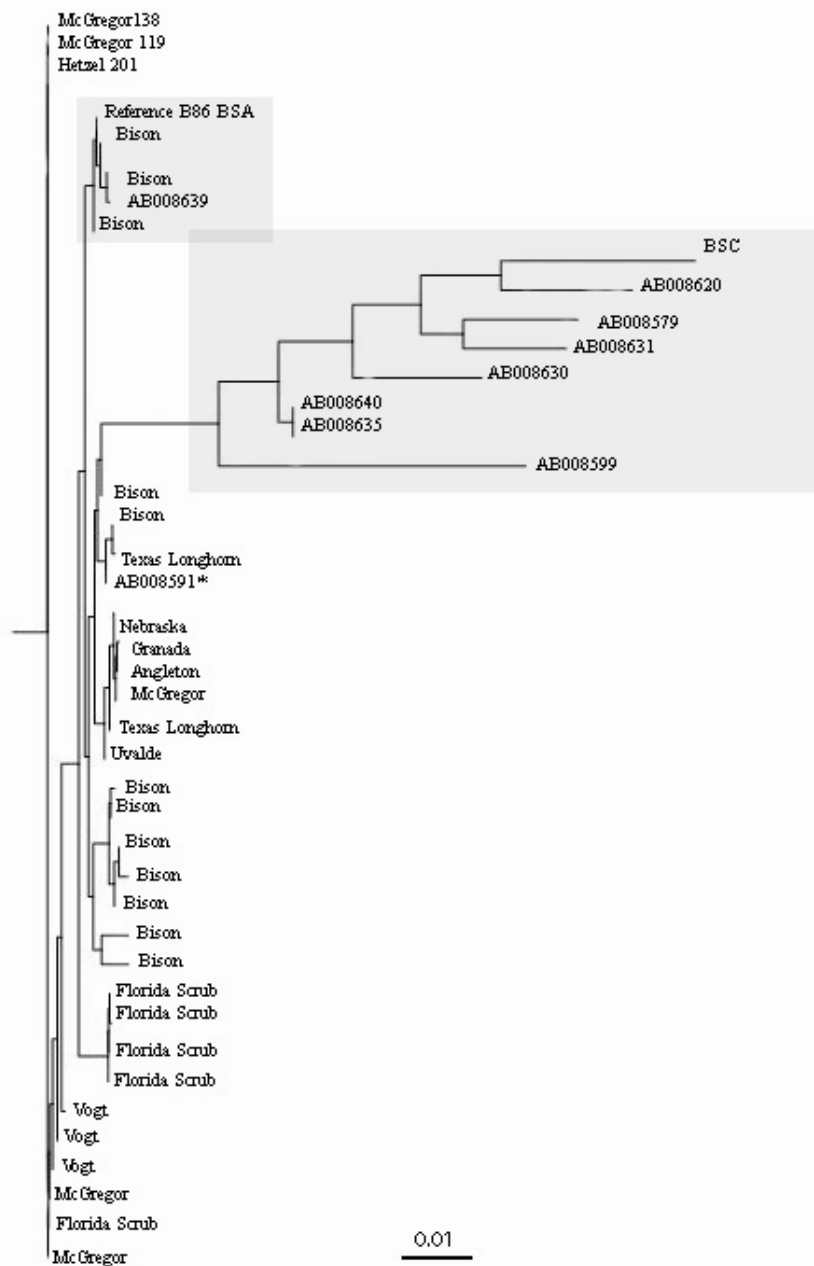 McGregor138
McGregor 119
Hetzel 201
Reference B86 BSA
Bison
Bison
AB008639
Bison
BSC
AB008620
AB008579
AB008631
AB008630
AB008640
AB008635
AB008599
Bison
Bison
Texas Longhorn
AB008591*
Nebraska
Granada
Angleton
McGregor
Texas Longhorn
Uvalde
Bison
Bison
Bison
Bison
Bison
Bison
Bison
Florida Scrub
Florida Scrub
Florida Scrub
Florida Scrub
Vogt
Vogt
Vogt
McGregor
Florida Scrub
McGregor
0.01